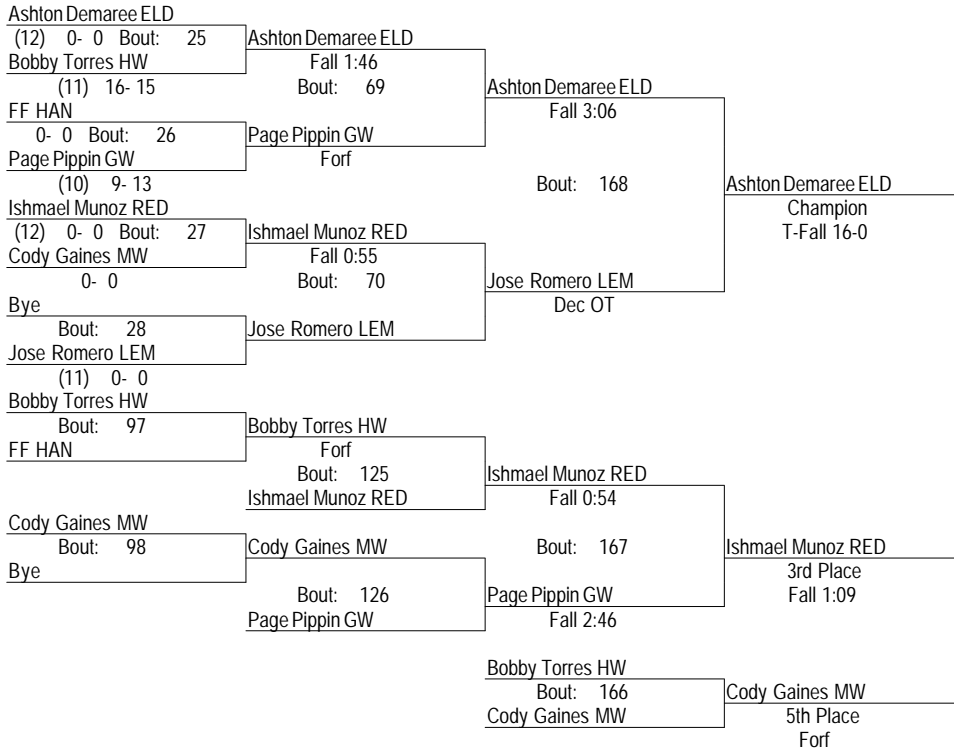 Ashton Demaree ELD
(12) 0- 0 Bout: 25 Ashton Demaree ELD
Bobby Torres HW Fall 1:46
(11) 16- 15 Bout: 69 Ashton Demaree ELD
FF HAN Fall 3:06
0- 0 Bout: 26 Page Pippin GW
Page Pippin GW Forf
(10) 9- 13 Bout: 168 Ashton Demaree ELD
Ishmael Munoz RED Champion
(12) 0- 0 Bout: 27 Ishmael Munoz RED T-Fall 16-0
Cody Gaines MW Fall 0:55
0- 0 Bout: 70 Jose Romero LEM
Bye Dec OT
Bout: 28 Jose Romero LEM
Jose Romero LEM
(11) 0- 0
Bobby Torres HW
Bout: 97 Bobby Torres HW
FF HAN Forf
Bout: 125 Ishmael Munoz RED
Ishmael Munoz RED Fall 0:54
Cody Gaines MW
Bout: 98 Cody Gaines MW Bout: 167 Ishmael Munoz RED
Bye 3rd Place
Bout: 126 Page Pippin GW Fall 1:09
Page Pippin GW Fall 2:46
Bobby Torres HW
Bout: 166 Cody Gaines MW
Cody Gaines MW 5th Place
Forf